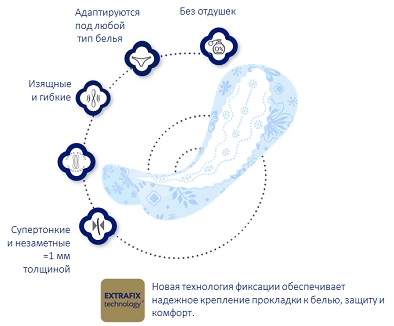 Адаптируются
под любой
тип белья
Без отдушек
0%
Изящные
и гибкие
Супертонкие
и незаметные
=1 мм
толщиной
EXTRAFIX
technology
Новая технология фиксации обеспечивает
надежное крепление прокладки к белью, защиту и
комфорт.